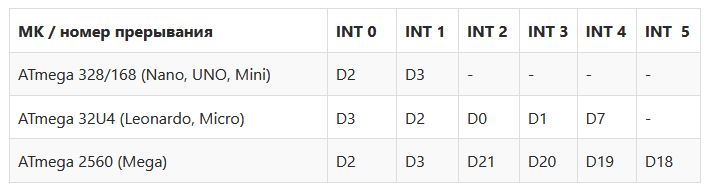 МК / номер прерывания INT 0 INT 1 INT 2 INT 3 INT 4 INT 5
ATmega 328/168 (Nano, UNO, Mini) D2 D3 - - - -
ATmega 32U4 (Leonardo, Micro) D3 D2 D0 D1 D7 -
ATmega 2560 (Mega) D2 D3 D21 D20 D19 D18